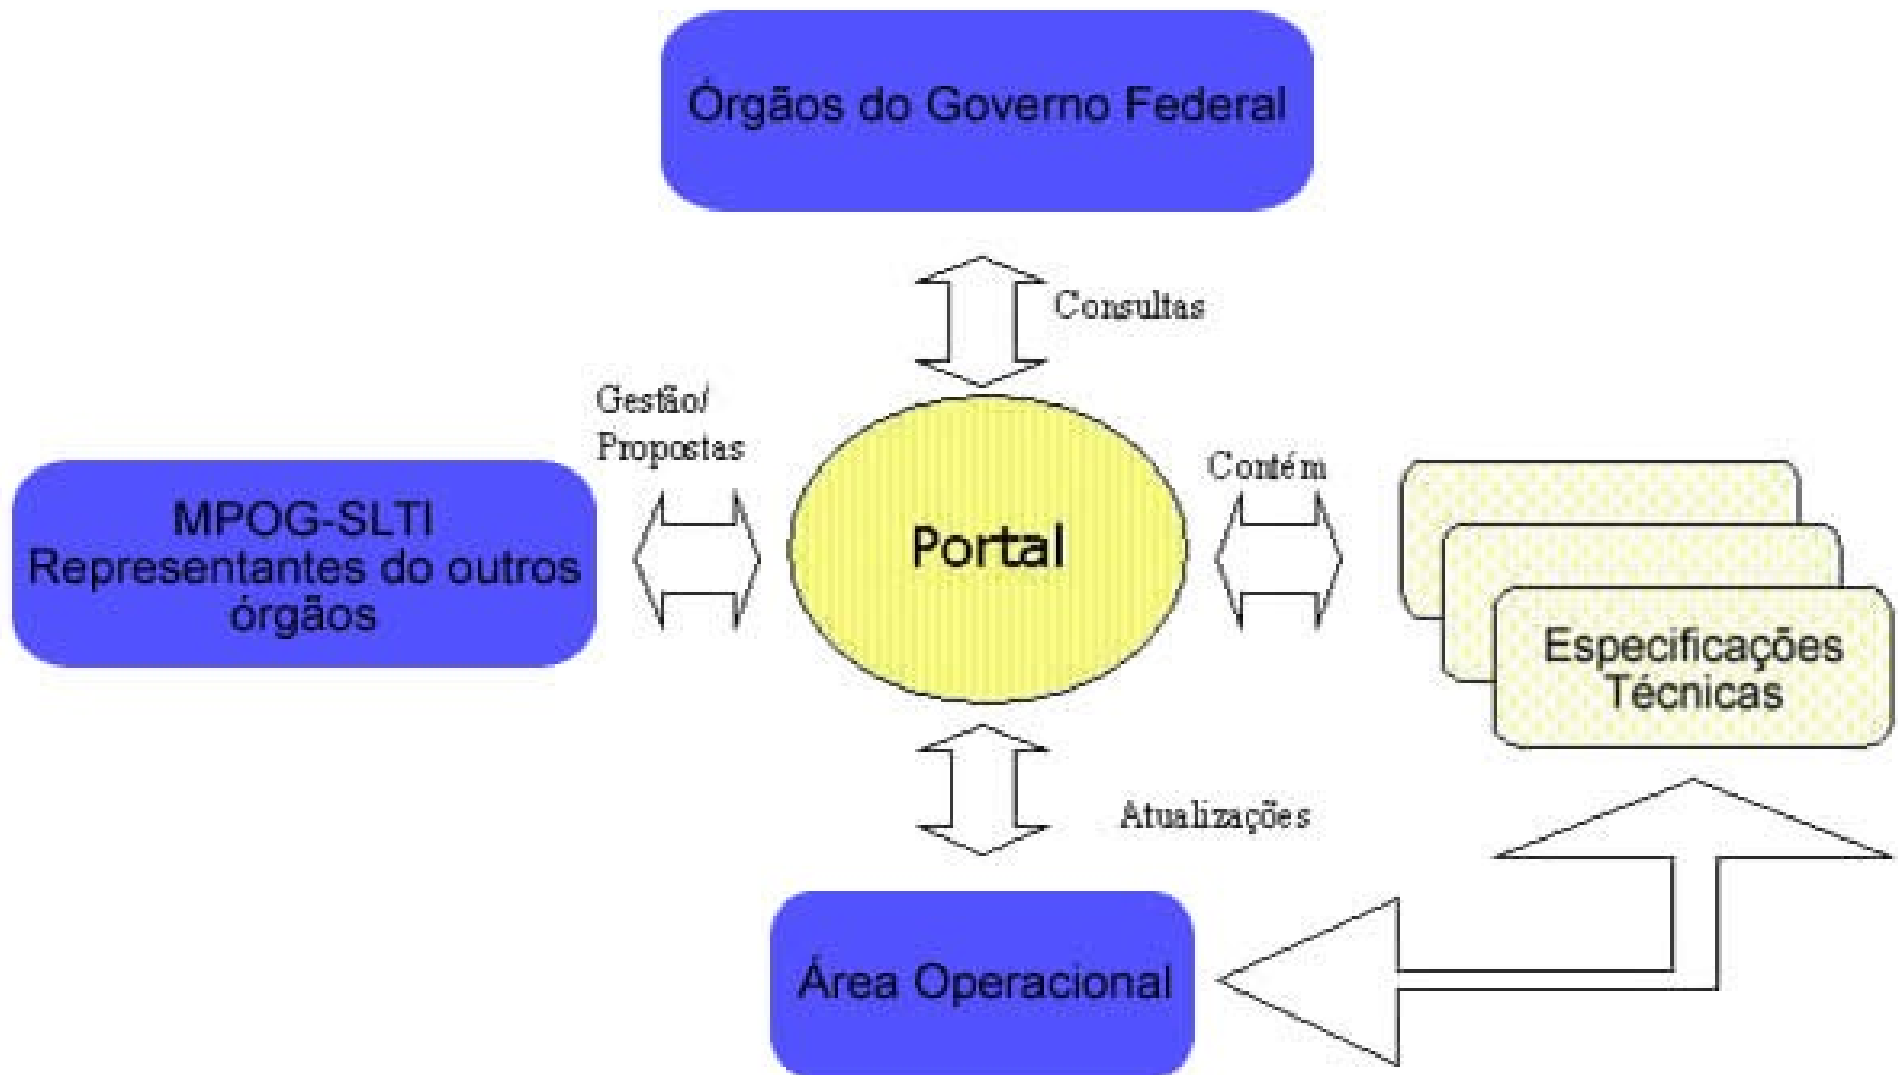 Órgãos do Governo Federal
Consultas
Gestão/
Propostas
MPOG-SLTI
Representantes do outros
órgãos
Portal
Contém
Especificações
Técnicas
Atualizações
Área Operacional